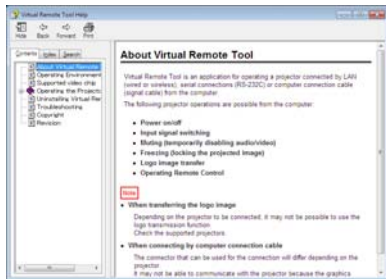 Virtual Remote Tool Help
Hide Back Forward Print
Contents Index Search
About Virtual Remote
Operating Environment
Supported video chip
Operating the Projecto
Uninstalling Virtual Rer
Troubleshooting
Copyright
Revision
About Virtual Remote Tool
Virtual Remote Tool is an application for operating a projector connected by LAN
(wired or wireless), serial connections (RS-232C) or computer connection cable
(signal cable) from the computer.
The following projector operations are possible from the computer.
• Power on/off
• Input signal switching
• Muting (temporarily disabling audio/video)
• Freezing (locking the projected image)
• Logo image transfer
• Operating Remote Control
Note
• When transferring the logo image
Depending on the projector to be connected, it may not be possible to use the
logo transmission function.
Check the supported projectors.
• When connecting by computer connection cable
The connector that can be used for the connection will differ depending on the
projector.
It may not be able to communicate with the projector because the graphics